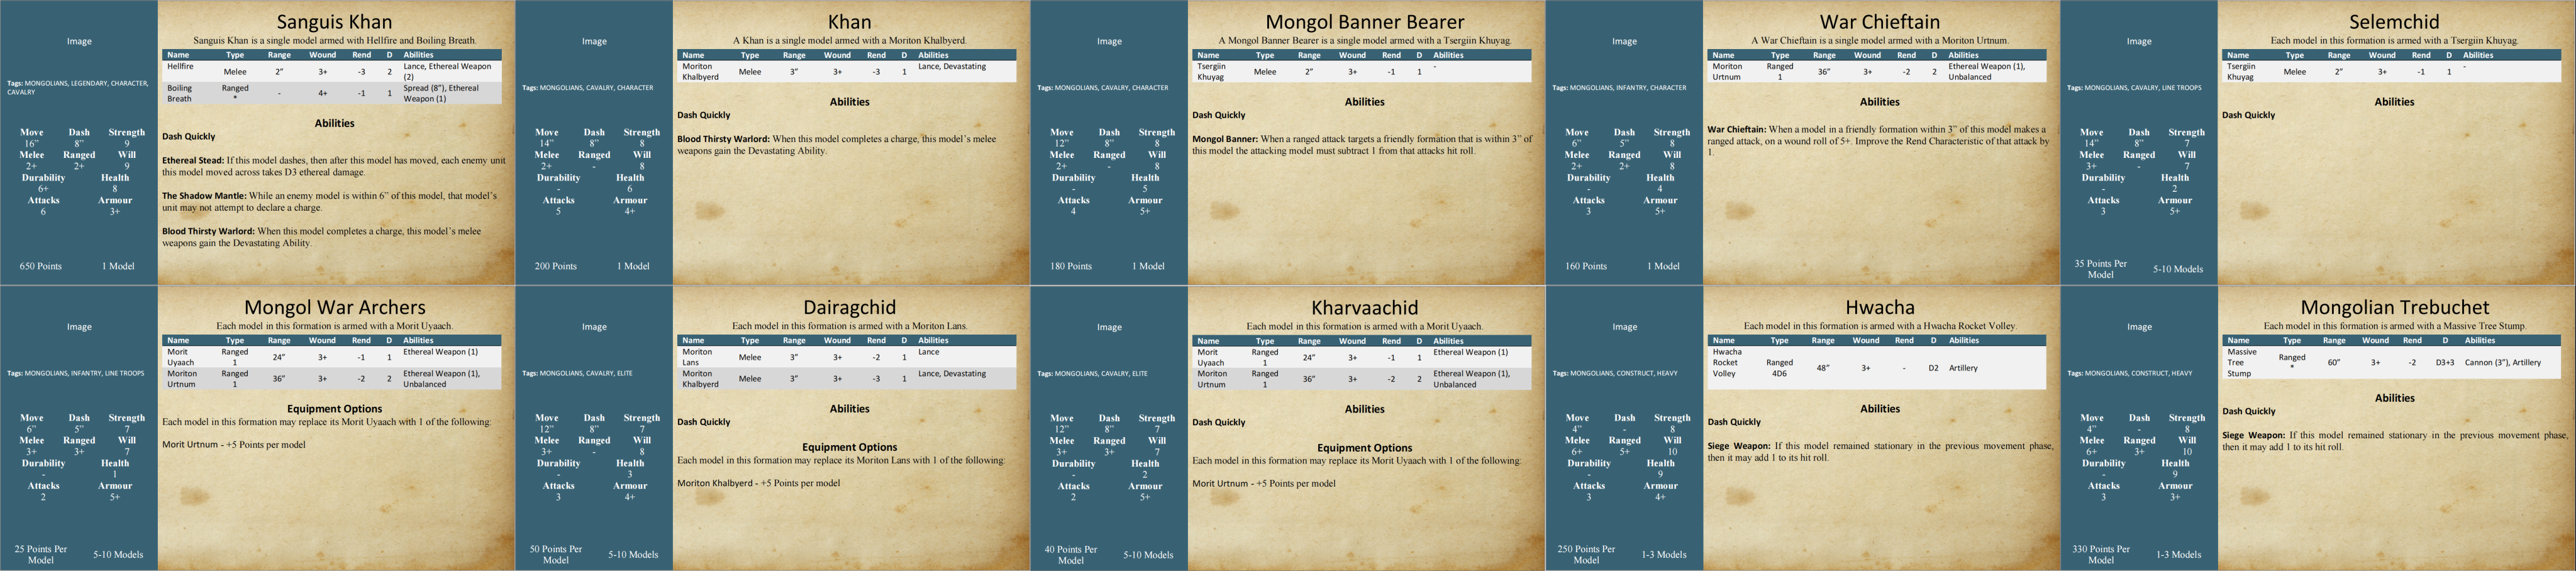 Sanguis Khan
Sanguis Khan is a single model armed with Hellfire and Boiling Breath.
Image
Tags: MONGOLIANS, LEGENDARY, CHARACTER,
CAVALRY
Move Dash Strength
16” 8” 9
Melee Ranged Will
2+ 2+ 9
Durability Health
6+ 8
Attacks Armour
6 3+
650 Points 1 Model
Name Type Range Wound Rend D Abilities
Hellfire Melee 2” 3+ -3 2 Lance, Ethereal Weapon
(2)
Boiling Ranged - 4+ -1 1 Spread (8”), Ethereal
Breath * Weapon (1)
Abilities
Dash Quickly
Ethereal Stead: If this model dashes, then after this model has moved, each enemy unit
this model moved across takes D3 ethereal damage.
The Shadow Mantle: While an enemy model is within 6” of this model, that model’s
unit may not attempt to declare a charge.
Blood Thirsty Warlord: When this model completes a charge, this model’s melee
weapons gain the Devastating Ability.
Khan
A Khan is a single model armed with a Moriton Khalbyerd.
Image
Tags: MONGOLIANS, CAVALRY, CHARACTER
Move Dash Strength
14” 8” 8
Melee Ranged Will
2+ - 8
Durability Health
- 6
Attacks Armour
5 4+
200 Points 1 Model
Name Type Range Wound Rend D Abilities
Moriton Melee 3” 3+ -3 1 Lance, Devastating
Khalbyerd
Abilities
Dash Quickly
Blood Thirsty Warlord: When this model completes a charge, this model’s melee
weapons gain the Devastating Ability.
Mongol Banner Bearer
A Mongol Banner Bearer is a single model armed with a Tsergiin Khuyag.
Image
Tags: MONGOLIANS, CAVALRY, CHARACTER
Move Dash Strength
12” 8” 8
Melee Ranged Will
2+ - 8
Durability Health
- 5
Attacks Armour
4 5+
180 Points 1 Model
Name Type Range Wound Rend D Abilities
Tsergiin Melee 2” 3+ -1 1 -
Khuyag
Abilities
Dash Quickly
Mongol Banner: When a ranged attack targets a friendly formation that is within 3” of
this model the attacking model must subtract 1 from that attacks hit roll.
War Chieftain
A War Chieftain is a single model armed with a Moriton Urtnum.
Image
Tags: MONGOLIANS, INFANTRY, CHARACTER
Move Dash Strength
6” 5” 8
Melee Ranged Will
2+ 2+ 8
Durability Health
- 4
Attacks Armour
3 5+
160 Points 1 Model
Name Type Range Wound Rend D Abilities
Moriton Ranged 36” 3+ -2 2 Ethereal Weapon (1),
Urtnum 1 Unbalanced
Abilities
War Chieftain: When a model in a friendly formation within 3” of this model makes a
ranged attack, on a wound roll of 5+. Improve the Rend Characteristic of that attack by
1.
Selemchid
Each model in this formation is armed with a Tsergiin Khuyag.
Image
Tags: MONGOLIANS, CAVALRY, LINE TROOPS
Move Dash Strength
14” 8” 7
Melee Ranged Will
3+ - 7
Durability Health
- 2
Attacks Armour
3 5+
35 Points Per
Model 5-10 Models
Name Type Range Wound Rend D Abilities
Tsergiin Melee 2” 3+ -1 1 -
Khuyag
Abilities
Dash Quickly
Mongol War Archers
Each model in this formation is armed with a Morit Uyaach.
Image
Tags: MONGOLIANS, INFANTRY, LINE TROOPS
Move Dash Strength
6” 5” 7
Melee Ranged Will
3+ 3+ 7
Durability Health
- 1
Attacks Armour
2 5+
25 Points Per
Model 5-10 Models
Name Type Range Wound Rend D Abilities
Morit Ranged 24” 3+ -1 1 Ethereal Weapon (1)
Uyaach 1
Moriton Ranged 36” 3+ -2 2 Ethereal Weapon (1),
Urtnum 1 Unbalanced
Equipment Options
Each model in this formation may replace its Morit Uyaach with 1 of the following:
Morit Urtnum - +5 Points per model
Dairagchid
Each model in this formation is armed with a Moriton Lans.
Image
Tags: MONGOLIANS, CAVALRY, ELITE
Move Dash Strength
12” 8” 7
Melee Ranged Will
3+ - 8
Durability Health
- 3
Attacks Armour
3 4+
50 Points Per
Model 5-10 Models
Name Type Range Wound Rend D Abilities
Moriton Melee 3” 3+ -2 1 Lance
Lans
Moriton Melee 3” 3+ -3 1 Lance, Devastating
Khalbyerd
Abilities
Dash Quickly
Equipment Options
Each model in this formation may replace its Moriton Lans with 1 of the following:
Moriton Khalbyerd - +5 Points per model
Kharvaachid
Each model in this formation is armed with a Morit Uyaach.
Image
Tags: MONGOLIANS, CAVALRY, ELITE
Move Dash Strength
12” 8” 7
Melee Ranged Will
3+ 3+ 7
Durability Health
- 2
Attacks Armour
2 5+
40 Points Per
Model 5-10 Models
Name Type Range Wound Rend D Abilities
Morit Ranged 24” 3+ -1 1 Ethereal Weapon (1)
Uyaach 1
Moriton Ranged 36” 3+ -2 2 Ethereal Weapon (1),
Urtnum 1 Unbalanced
Abilities
Dash Quickly
Equipment Options
Each model in this formation may replace its Morit Uyaach with 1 of the following:
Morit Urtnum - +5 Points per model
Hwacha
Each model in this formation is armed with a Hwacha Rocket Volley.
Image
Tags: MONGOLIANS, CONSTRUCT, HEAVY
Move Dash Strength
4” - 8
Melee Ranged Will
6+ 5+ 10
Durability Health
- 9
Attacks Armour
3 4+
250 Points Per
Model 1-3 Models
Name Type Range Wound Rend D Abilities
Hwacha
Rocket Ranged 48” 3+ - D2 Artillery
Volley 4D6
Abilities
Dash Quickly
Siege Weapon: If this model remained stationary in the previous movement phase,
then it may add 1 to its hit roll.
Mongolian Trebuchet
Each model in this formation is armed with a Massive Tree Stump.
Image
Tags: MONGOLIANS, CONSTRUCT, HEAVY
Move Dash Strength
4” - 8
Melee Ranged Will
6+ 3+ 10
Durability Health
- 9
Attacks Armour
3 3+
330 Points Per
Model 1-3 Models
Name Type Range Wound Rend D Abilities
Massive
Tree Ranged 60” 3+ -2 D3+3 Cannon (3”), Artillery
Stump *
Abilities
Dash Quickly
Siege Weapon: If this model remained stationary in the previous movement phase,
then it may add 1 to its hit roll.